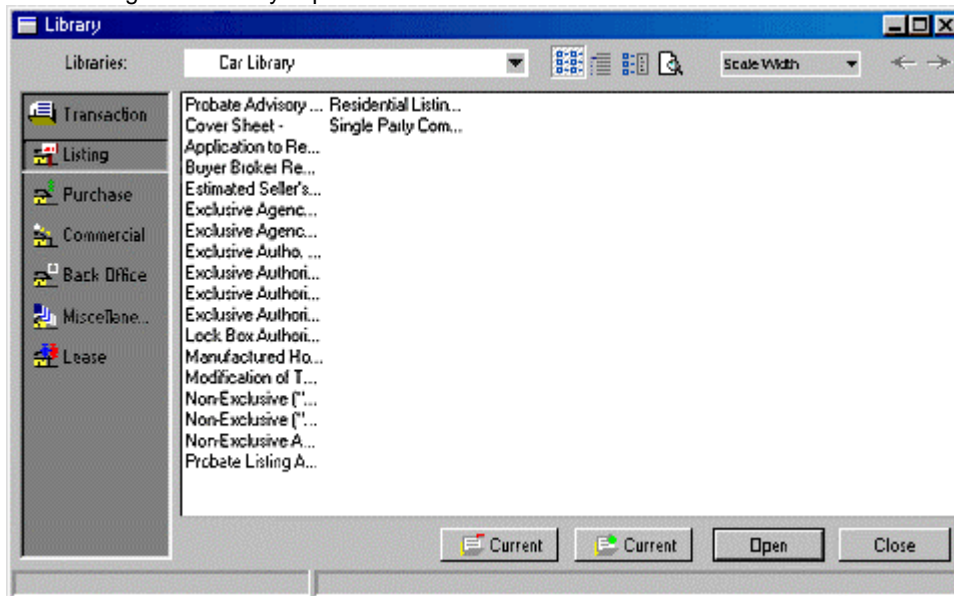 Library
Libraries:
Car Library
Scale Width
Transaction
Listing
Purchase
Commercial
Back Office
Miscellane...
Lease
Probate Advisory ...
Cover Sheet -
Application to Re...
Buyer Broker Re...
Estimated Seller's...
Exclusive Agenc...
Exclusive Agenc...
Exclusive Autho. ...
Exclusive Authori...
Exclusive Authori...
Exclusive Authori...
Lock Box Authori...
Manufactured Ho...
Modification of T...
Non-Exclusive ("...
Non-Exclusive ("...
Non-Exclusive A...
Probate Listing A...
Residential Listin...
Single Party Com...
Current
Current
Open
Close